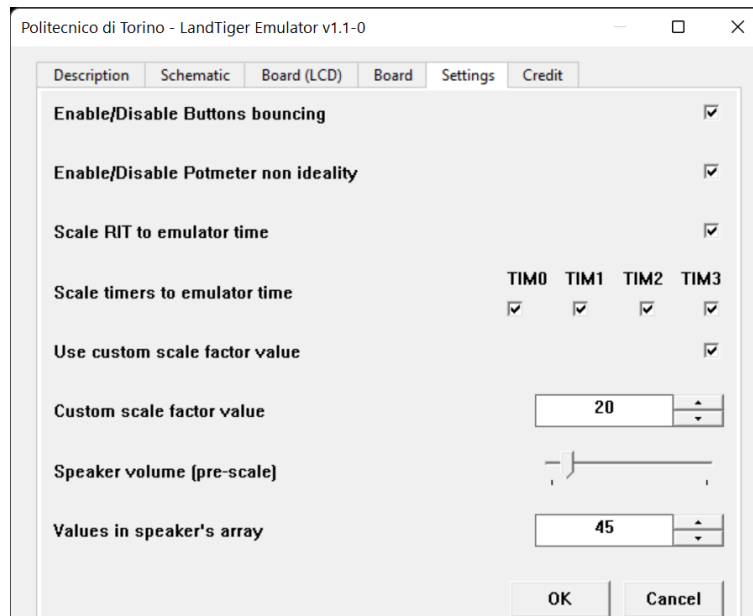 Politecnico di Torino - LandTiger Emulator v1.1-0
Description Schematic Board (LCD) Board Settings Credit
Enable/Disable Buttons bouncing
Enable/Disable Potmeter non ideality
Scale RIT to emulator time
TIM0 TIM1 TIM2 TIM3
Scale timers to emulator time
Use custom scale factor value
Custom scale factor value 20
Speaker volume (pre-scale)
Values in speaker's array 45
OK Cancel